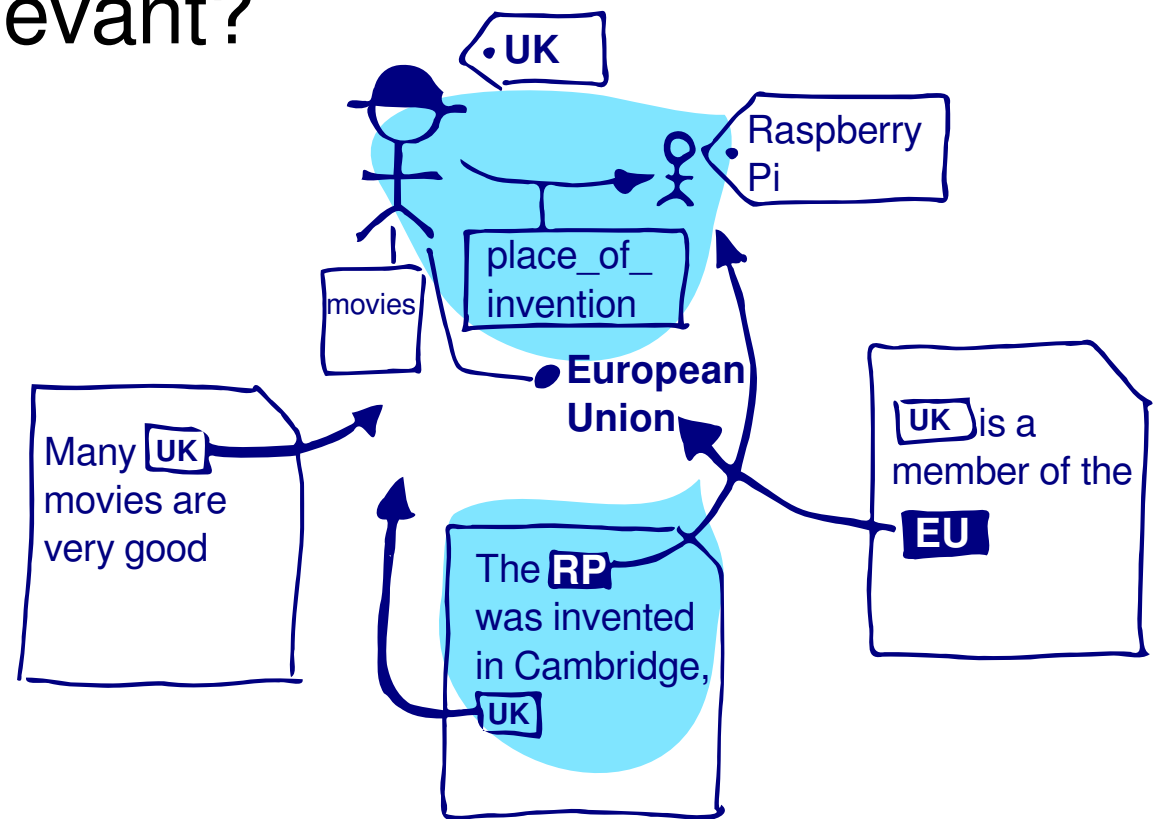 evant?
UK
Raspberry
Pi
place_of_
invention
movies
European
Union
Many UK
movies are
very good
The RP
was invented
in Cambridge,
UK
UK is a
member of the
EU